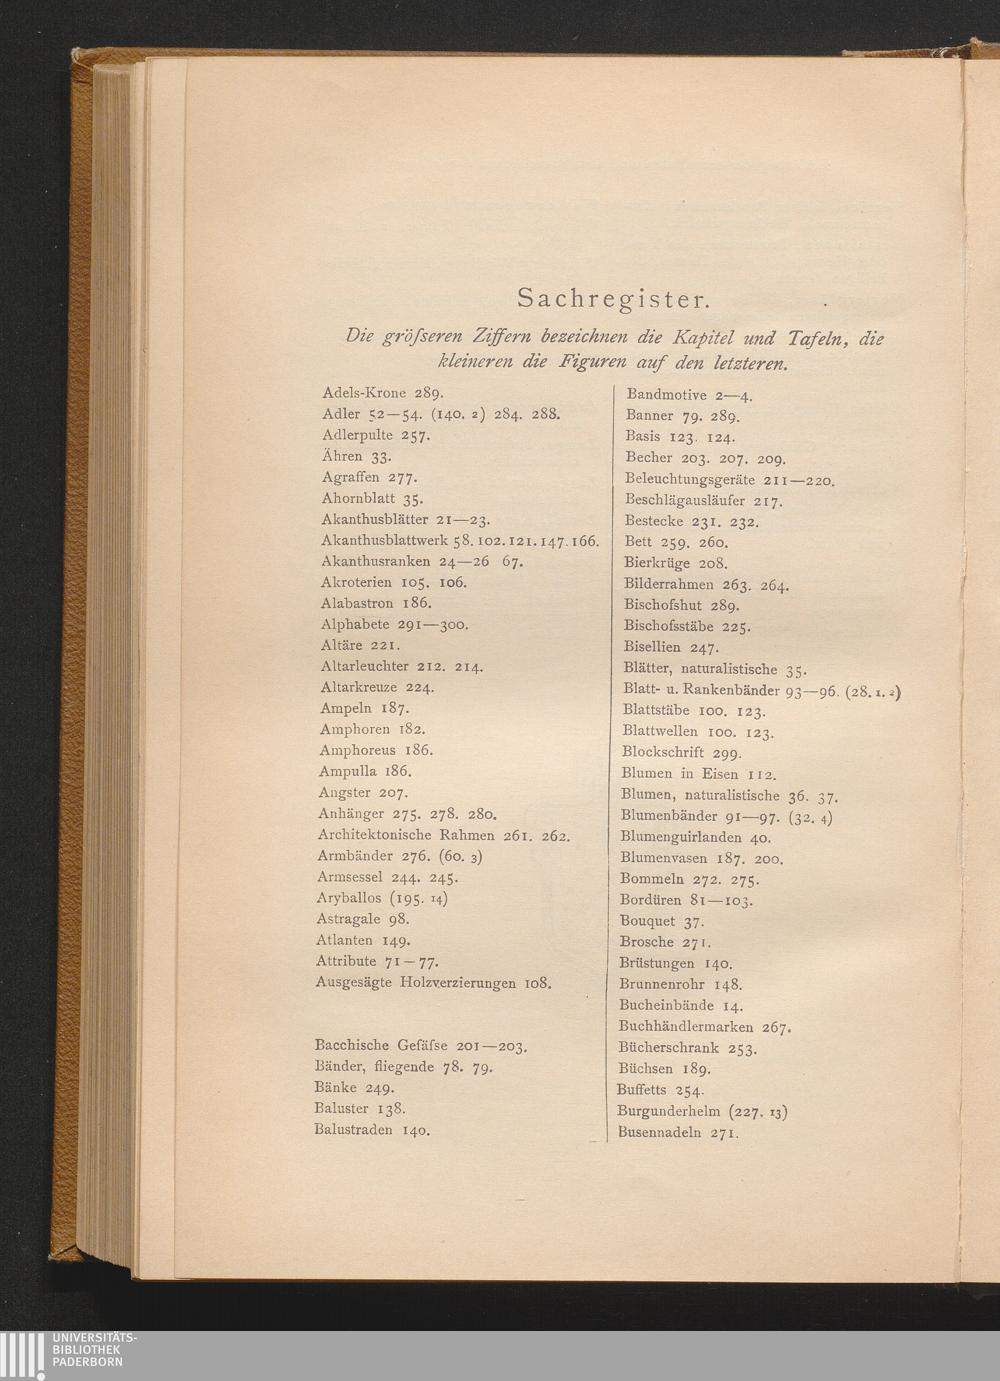 Sachregister.
Die gröſseren Ziffern bezeichnen die Kapitel und Tafeln, die
kleineren die Figuren auf den letzteren.
Adels-Krone 289.
Adler 52—54. (140. 2) 284. 288.
Adlerpulte 257.
Ähren 33.
Agraffen 277.
Ahornblatt 35.
Akanthusblätter 21—23.
Akanthusblattwerk 58. 102. 121. 147. 166.
Akanthusranken 24—26 67.
Akroterien 105. 106.
Alabastron 186.
Alphabete 291—300.
Altäre 221.
Altarleuchter 212. 214.
Altarkreuze 224.
Ampeln 187.
Amphoren 182.
Amphoreus 186.
Ampulla 186.
Angster 207.
Anhänger 275. 278. 280.
Architektonische Rahmen 261. 262.
Armbänder 276. (60. 3)
Armsessel 244. 245.
Aryballos (195. 14)
Astragale 98.
Atlanten 149.
Attribute 71—77.
Ausgesägte Holzverzierungen 108.
Bacchische Gefäſse 201—203.
Bänder, fliegende 78. 79.
Bänke 249.
Baluster 138.
Balustraden 140.
Bandmotive 2—4.
Banner 79. 289.
Basis 123. 124.
Becher 203. 207. 209.
Beleuchtungsgeräte 211—220.
Beschlägausläufer 217.
Bestecke 231. 232.
Bett 259. 260.
Bierkrüge 208.
Bilderrahmen 263. 264.
Bischofshut 289.
Bischofsstäbe 225.
Bisellien 247.
Blätter, naturalistische 35.
Blatt- u. Rankenbänder 93—96. (28. 1. 2)
Blattstäbe 100. 123.
Blattwellen 100. 123.
Blockschrift 299.
Blumen in Eisen 112.
Blumen, naturalistische 36. 37.
Blumenbänder 91—97. (32. 4)
Blumenguirlanden 40.
Blumenvasen 187. 200.
Bommeln 272. 275.
Bordüren 81—103.
Bouquet 37.
Brosche 271.
Brüstungen 140.
Brunnenrohr 148.
Bucheinbände 14.
Buchhändlermarken 267.
Bücherschrank 253.
Büchsen 189.
Buffetts 254.
Burgunderhelm (227. 13)
Busennadeln 271.
UNIVERSITÄTS-
BIBLIOTHEK
PADERBORN